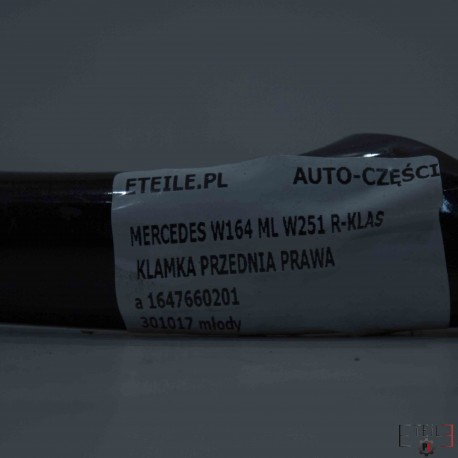 ETEILE.PL AUTO-CZĘŚCI
MERCEDES W164 ML W251 R-KLAS
KLAMKA PRZEDNIA PRAWA
a 1647660201
301017 młody